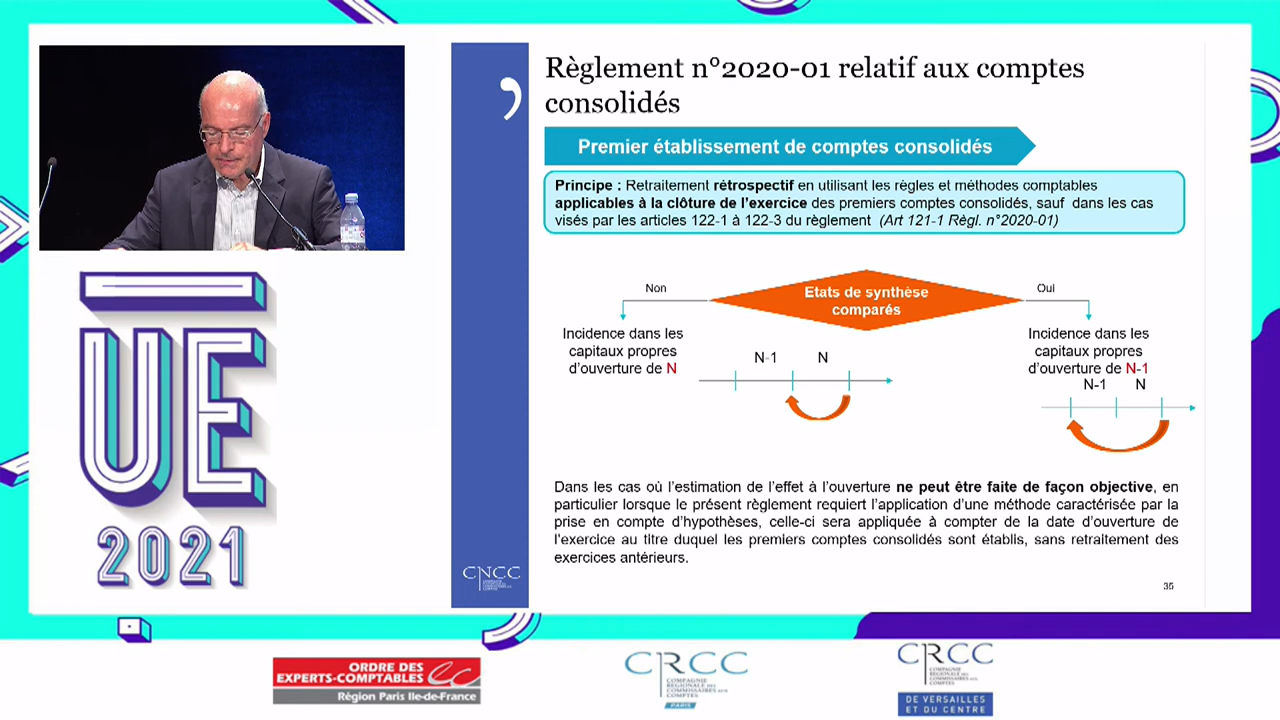 Règlement n°2020-01 relatif aux comptes
consolidés
Premier établissement de comptes consolidés
Principe : Retraitement rétrospectif en utilisant les règles et méthodes comptables
applicables à la clôture de l'exercice des premiers comptes consolidés, sauf dans les cas
visés par les articles 122-1 à 122-3 du règlement (Art 121-1 Règl. n°2020-01)
Non
Etats de synthèse
comparés
Oui
Incidence dans les
capitaux propres
d'ouverture de N
N-1 N
Incidence dans les
capitaux propres
d'ouverture de N-1
N-1 N
Dans les cas où l'estimation de l'effet à l'ouverture ne peut être faite de façon objective, en
particulier lorsque le présent règlement requiert l'application d'une méthode caractérisée par la
prise en compte d'hypothèses, celle-ci sera appliquée à compter de la date d'ouverture de
l'exercice au titre duquel les premiers comptes consolidés sont établis, sans retraitement des
exercices antérieurs.
CNCC
35
UE
2021
ORDRE DES
EXPERTS-COMPTABLES
Région Paris Ile-de-France
CRCC
COMPAGNIE
RÉGIONALE DES
COMMISSAIRES AUX
COMPTES
PARIS
CRCC
COMPAGNIE
RÉGIONALE DES
COMMISSAIRES AUX
COMPTES
DE VERSAILLES
ET DU CENTRE